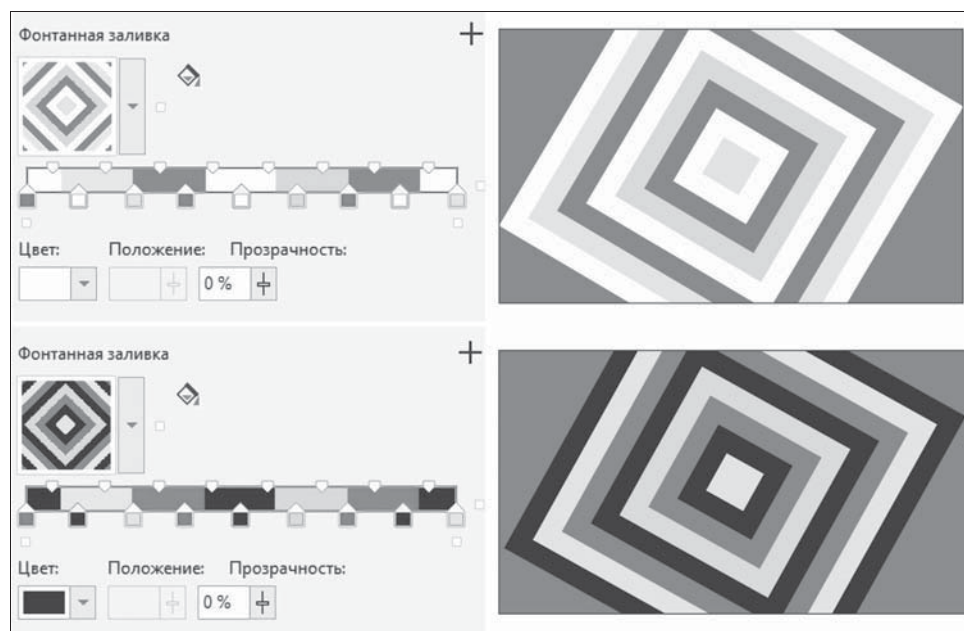 Фонтанная заливка
Цвет: Положение: Прозрачность:
0 %
Фонтанная заливка
Цвет: Положение: Прозрачность:
0 %